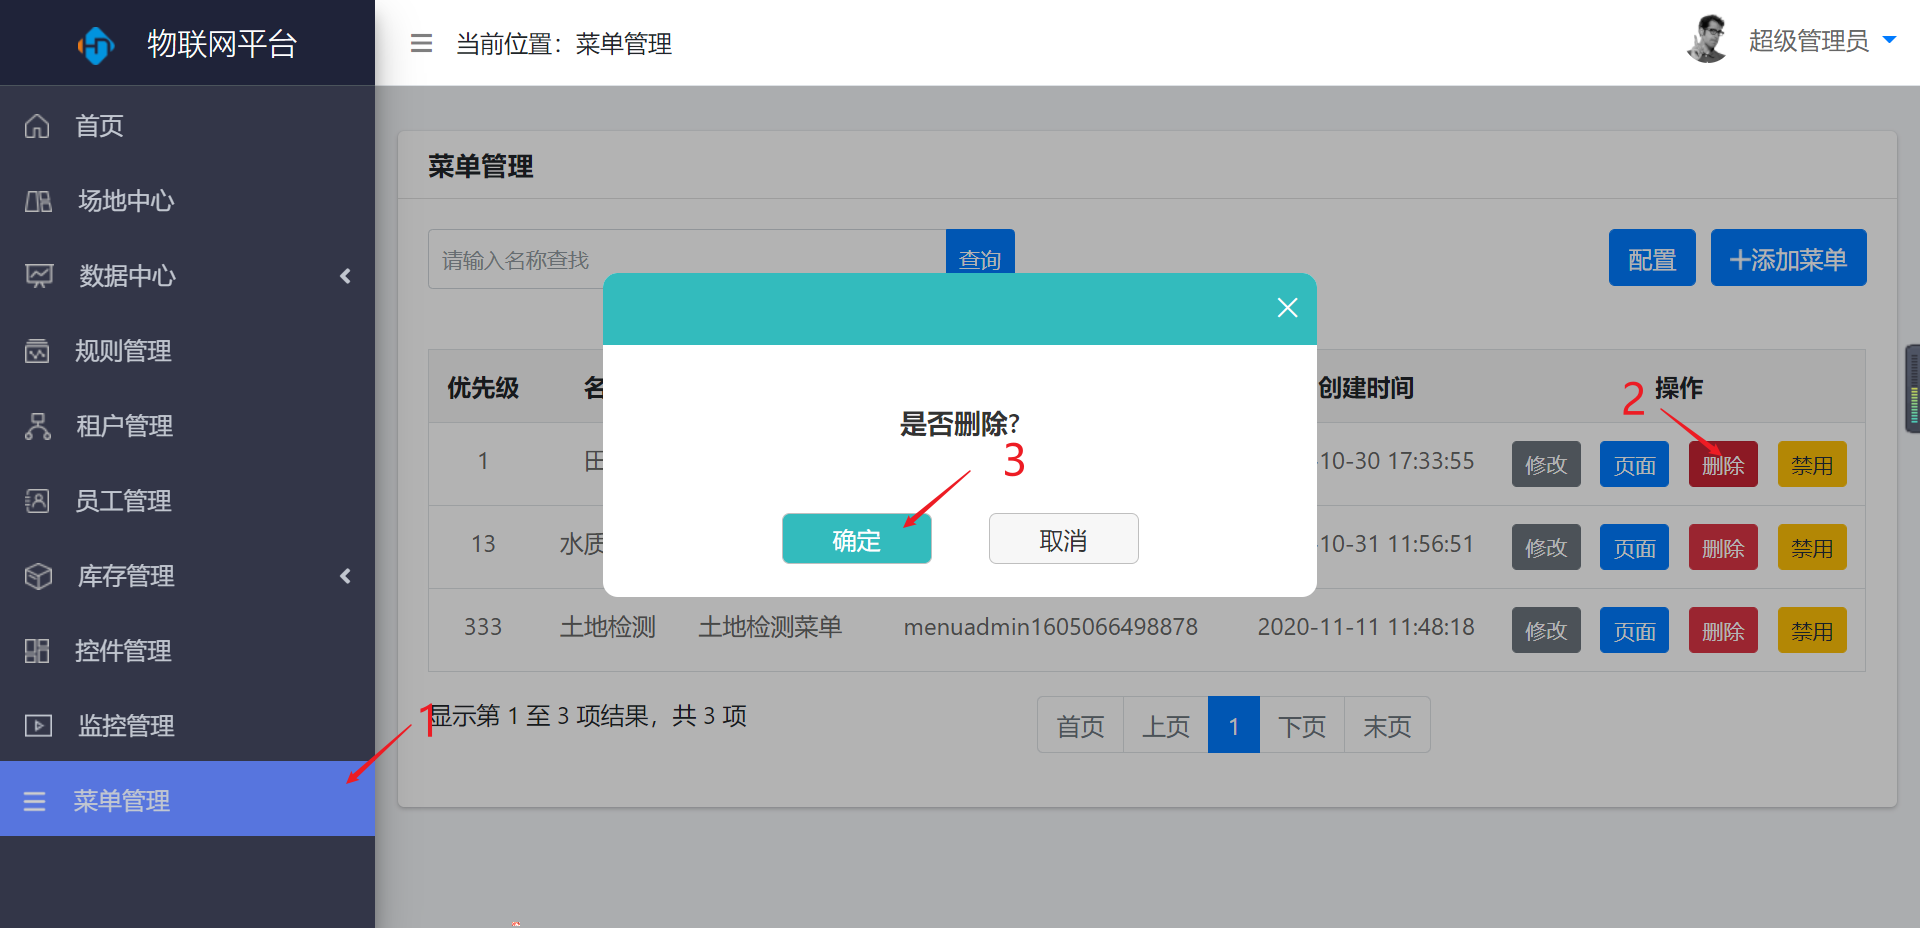 物联网平台
当前位置：菜单管理
超级管理员
首页
场地中心
数据中心
规则管理
租户管理
员工管理
库存管理
控件管理
监控管理
菜单管理
菜单管理
请输入名称查找
查询
配置
+添加菜单
优先级 名 创建时间 操作
1 田 -10-30 17:33:55 修改 页面 删除 禁用
13 水质 -10-31 11:56:51 修改 页面 删除 禁用
333 土地检测 土地检测菜单 menuadmin1605066498878 2020-11-11 11:48:18 修改 页面 删除 禁用
显示第 1 至 3 项结果，共 3 项
首页 上页 1 下页 末页
是否删除?
确定 取消
1
2
3